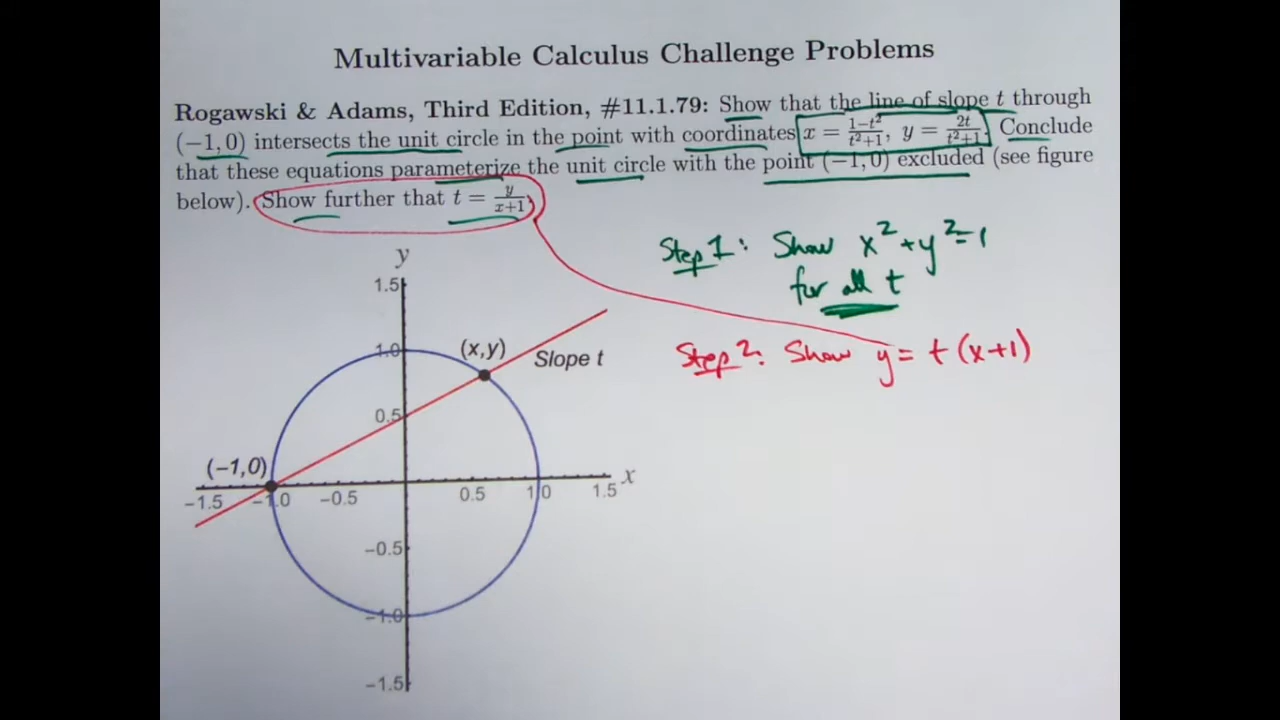 Multivariable Calculus Challenge Problems
Rogawski & Adams, Third Edition, #11.1.79: Show that the line of slope t through
(−1, 0) intersects the unit circle in the point with coordinates x = (1−t²)/(t²+1), y = 2t/(t²+1). Conclude
that these equations parameterize the unit circle with the point (−1, 0) excluded (see figure
below). Show further that t = y/(x+1).
Step 1: Show x² + y² = 1
for all t
Step 2: Show y = t (x+1)
y
1.5
1.0
(x,y)
Slope t
0.5
(−1,0)
x
−1.5 −1.0 −0.5 0.5 1.0 1.5
−0.5
−1.0
−1.5